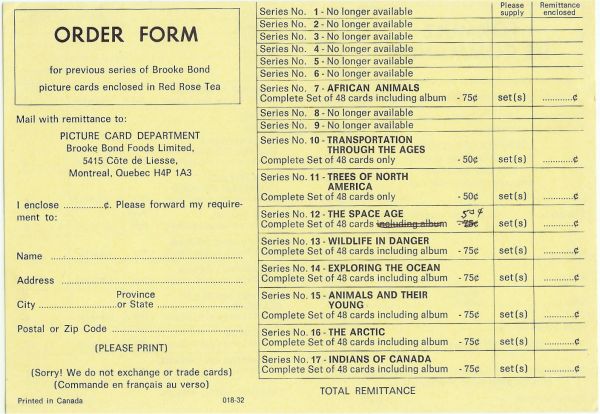 ORDER FORM
for previous series of Brooke Bond
picture cards enclosed in Red Rose Tea
Mail with remittance to:
PICTURE CARD DEPARTMENT
Brooke Bond Foods Limited,
5415 Côte de Liesse,
Montreal, Quebec H4P 1A3
I enclose ...............¢. Please forward my require-
ment to:
Name ..........................................................
Address ......................................................
Province
City ........................ or State .........................
Postal or Zip Code ....................................
(PLEASE PRINT)
(Sorry! We do not exchange or trade cards)
(Commande en français au verso)
Printed in Canada 018-32
Please supply
Remittance enclosed
Series No. 1 - No longer available
Series No. 2 - No longer available
Series No. 3 - No longer available
Series No. 4 - No longer available
Series No. 5 - No longer available
Series No. 6 - No longer available
Series No. 7 - AFRICAN ANIMALS
Complete Set of 48 cards including album - 75¢ set(s) ............¢
Series No. 8 - No longer available
Series No. 9 - No longer available
Series No. 10 - TRANSPORTATION
THROUGH THE AGES
Complete Set of 48 cards only - 50¢ set(s) ............¢
Series No. 11 - TREES OF NORTH
AMERICA
Complete Set of 48 cards only - 50¢ set(s) ............¢
Series No. 12 - THE SPACE AGE 50¢
Complete Set of 48 cards including album - 75¢ set(s) ............¢
Series No. 13 - WILDLIFE IN DANGER
Complete Set of 48 cards including album - 75¢ set(s) ............¢
Series No. 14 - EXPLORING THE OCEAN
Complete Set of 48 cards including album - 75¢ set(s) ............¢
Series No. 15 - ANIMALS AND THEIR
YOUNG
Complete Set of 48 cards including album - 75¢ set(s) ............¢
Series No. 16 - THE ARCTIC
Complete Set of 48 cards including album - 75¢ set(s) ............¢
Series No. 17 - INDIANS OF CANADA
Complete Set of 48 cards including album - 75¢ set(s) ............¢
TOTAL REMITTANCE